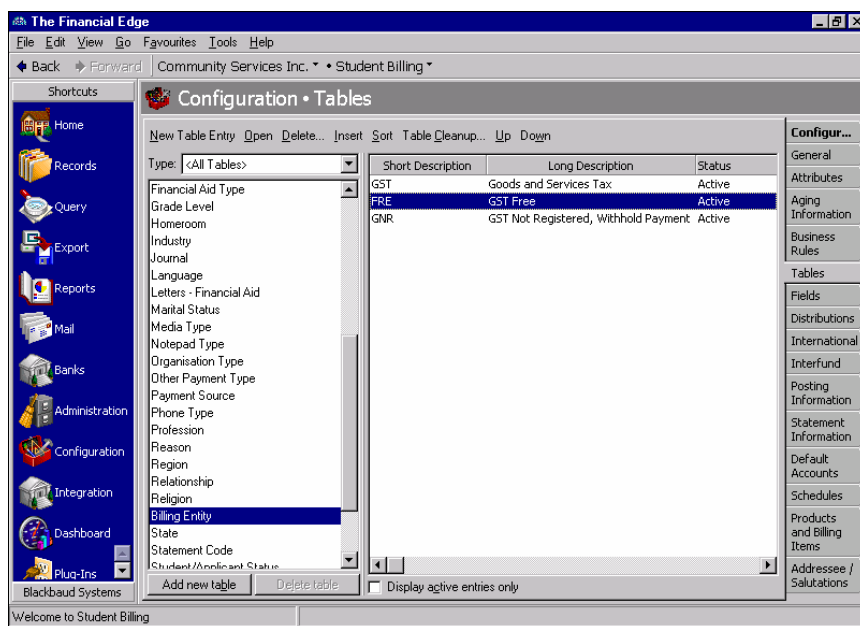 The Financial Edge
File Edit View Go Favourites Tools Help
Back Forward Community Services Inc. • Student Billing
Shortcuts
Home
Records
Query
Export
Reports
Mail
Banks
Administration
Configuration
Integration
Dashboard
Plug-Ins
Blackbaud Systems
Configuration • Tables
New Table Entry Open Delete... Insert Sort Table Cleanup... Up Down
Type: <All Tables>
Financial Aid Type
Grade Level
Homeroom
Industry
Journal
Language
Letters - Financial Aid
Marital Status
Media Type
Notepad Type
Organisation Type
Other Payment Type
Payment Source
Phone Type
Profession
Reason
Region
Relationship
Religion
Billing Entity
State
Statement Code
Student/Applicant Status
Add new table Delete table
Short Description Long Description Status
GST Goods and Services Tax Active
FRE GST Free Active
GNR GST Not Registered, Withhold Payment Active
Display active entries only
Configur...
General
Attributes
Aging
Information
Business
Rules
Tables
Fields
Distributions
International
Interfund
Posting
Information
Statement
Information
Default
Accounts
Schedules
Products
and Billing
Items
Addressee /
Salutations
Welcome to Student Billing